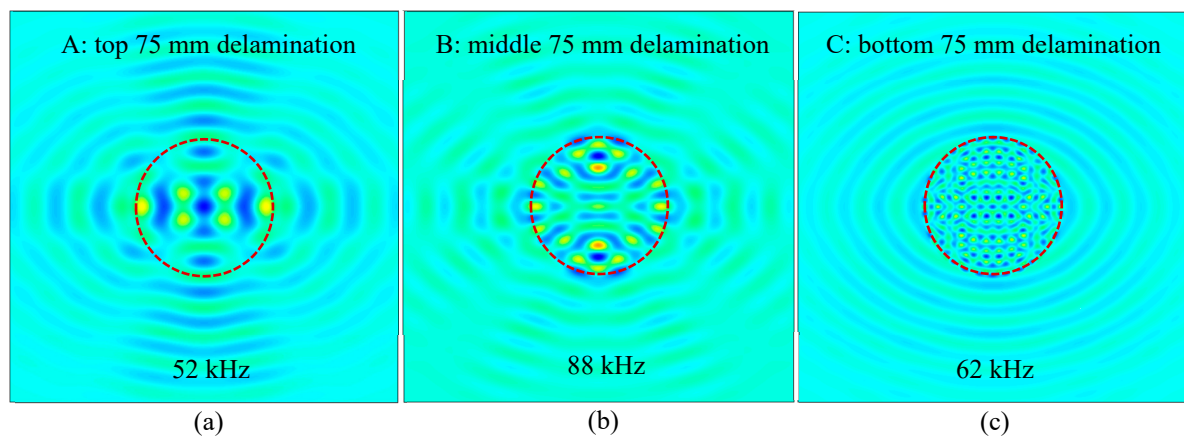 A: top 75 mm delamination
B: middle 75 mm delamination
C: bottom 75 mm delamination
52 kHz
88 kHz
62 kHz
(a)
(b)
(c)